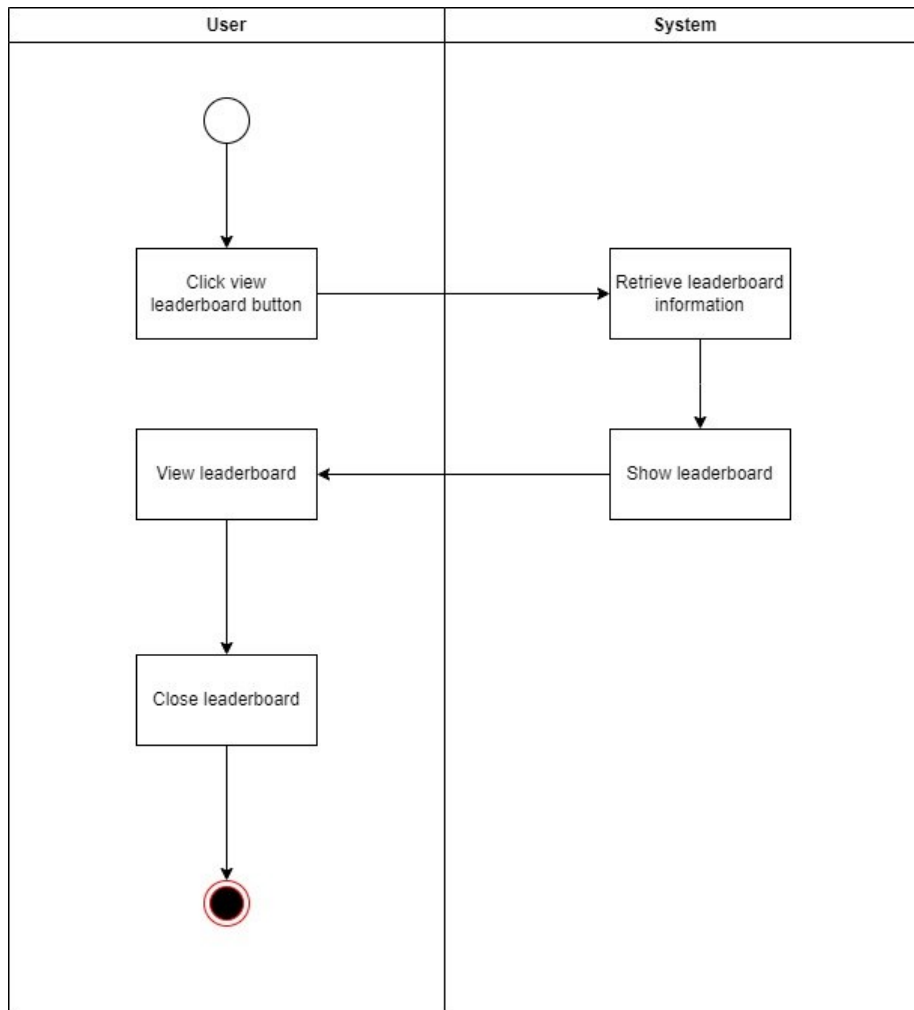 User
System
Click view
leaderboard button
Retrieve leaderboard
information
View leaderboard
Show leaderboard
Close leaderboard